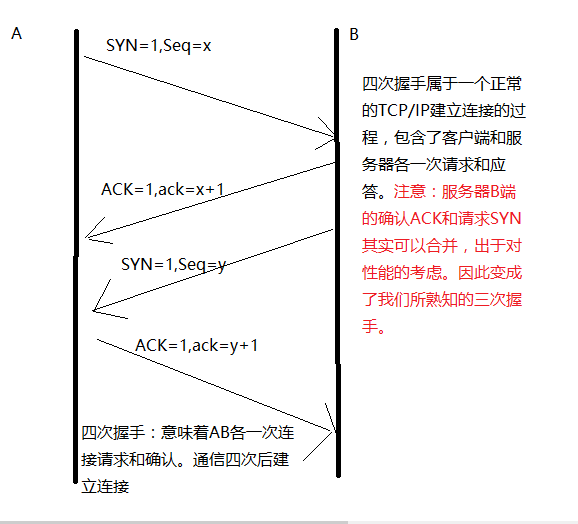 A
B
SYN=1,Seq=x
四次握手属于一个正常
的TCP/IP建立连接的过
程，包含了客户端和服
务器各一次请求和应
答。注意：服务器B端
的确认ACK和请求SYN
其实可以合并，出于对
性能的考虑。因此变成
了我们所熟知的三次握
手。
ACK=1,ack=x+1
SYN=1,Seq=y
ACK=1,ack=y+1
四次握手：意味着AB各一次连
接请求和确认。通信四次后建
立连接